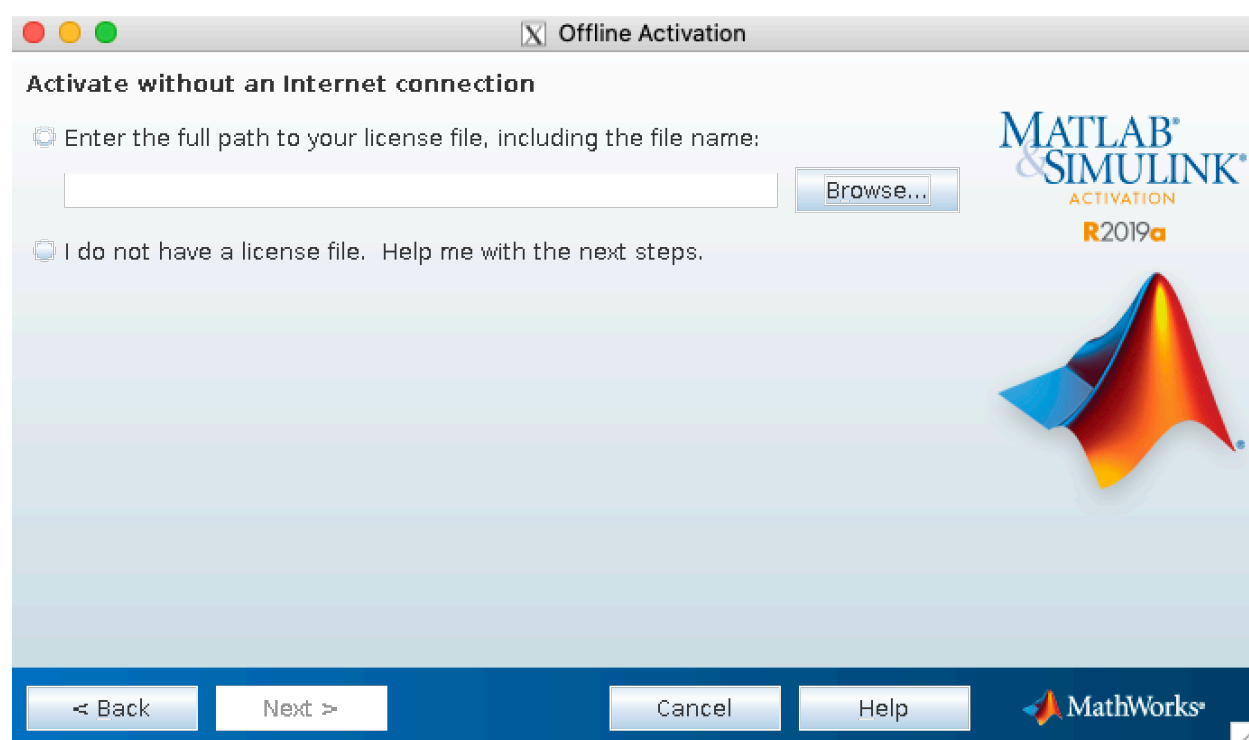 X Offline Activation
Activate without an Internet connection
Enter the full path to your license file, including the file name:
Browse...
I do not have a license file.  Help me with the next steps.
MATLAB®
&SIMULINK®
ACTIVATION
R2019a
®
< Back
Next >
Cancel
Help
MathWorks®